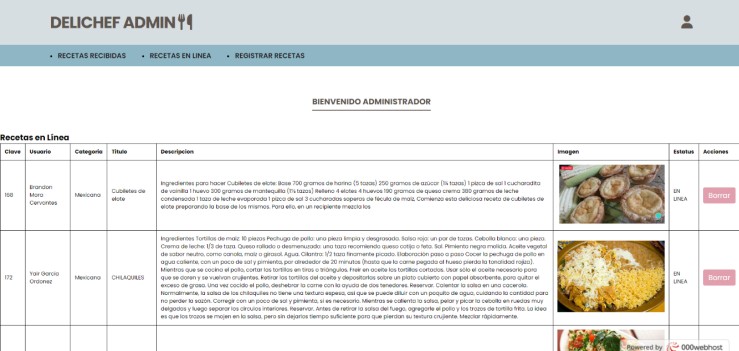 DELICHEF ADMIN
• RECETAS RECIBIDAS • RECETAS EN LINEA • REGISTRAR RECETAS
BIENVENIDO ADMINISTRADOR
Recetas en Línea
Clave Usuario Categoria Titulo Descripcion Imagen Estatus Acciones
168
Brandon
Mora
Cervantes
Mexicana
Cubiletes de
elote
Ingredientes para hacer Cubiletes de elote: Base 700 gramos de harina (5 tazas) 250 gramos de azúcar (1¼ tazas) 1 pizca de sal 1 cucharadita
de vainilla 1 huevo 300 gramos de mantequilla (1¼ tazas) Relleno 4 elotes 4 huevos 190 gramos de queso crema 380 gramos de leche
condensada 1 taza de leche evaporada 1 pizca de sal 3 cucharadas soperas de fécula de maíz. Comienza esta deliciosa receta de cubiletes de
elote preparando la base de los mismos. Para ello, en un recipiente mezcla los
EN
LINEA
Borrar
172
Yair Garcia
Ordonez
Mexicana
CHILAQUILES
Ingredientes Tortillas de maíz: 16 piezas Pechuga de pollo: una pieza limpia y desgrasada. Salsa roja: un par de tazas. Cebolla blanca: una pieza.
Crema de leche: 1/3 de taza. Queso rallado o desmenuzado: una taza recomienda queso cotija o feta. Sal. Pimienta negra molida. Aceite vegetal
de sabor neutro, como canola, maíz o girasol. Agua. Cilantro: 1/2 taza finamente picado. Elaboración paso a paso Cocer la pechuga de pollo en
agua caliente, con un poco de sal y pimienta, por alrededor de 20 minutos (hasta que la carne pegada al hueso pierda la tonalidad rojiza).
Mientras que se cocina el pollo, cortar las tortillas en tiras o triángulos. Freír en aceite las tortillas cortadas. Usar sólo el aceite necesario para
que se doren y se vuelvan crujientes. Retirar las tortillas del aceite y depositarlas sobre un plato cubierto con papel absorbente, para quitar el
exceso de grasa. Una vez cocido el pollo, deshebrar la carne con la ayuda de dos tenedores. Reservar. Calentar la salsa en una cacerola.
Normalmente, la salsa de los chilaquiles no tiene una textura espesa, así que se puede diluir con un poquito de agua, cuidando la cantidad para
no perder la sazón. Corregir con un poco de sal y pimienta, si es necesario. Mientras se calienta la salsa, pelar y picar la cebolla en ruedas muy
delgadas y luego separar los círculos interiores. Reservar. Antes de retirar la salsa del fuego, agregarle el pollo y los trozos de tortilla frita. La idea
es que los trozos se mojen en la salsa, pero sin dejarlos tiempo suficiente para que pierdan su textura crujiente. Mezclar rápidamente.
EN
LINEA
Borrar
Powered by 000webhost